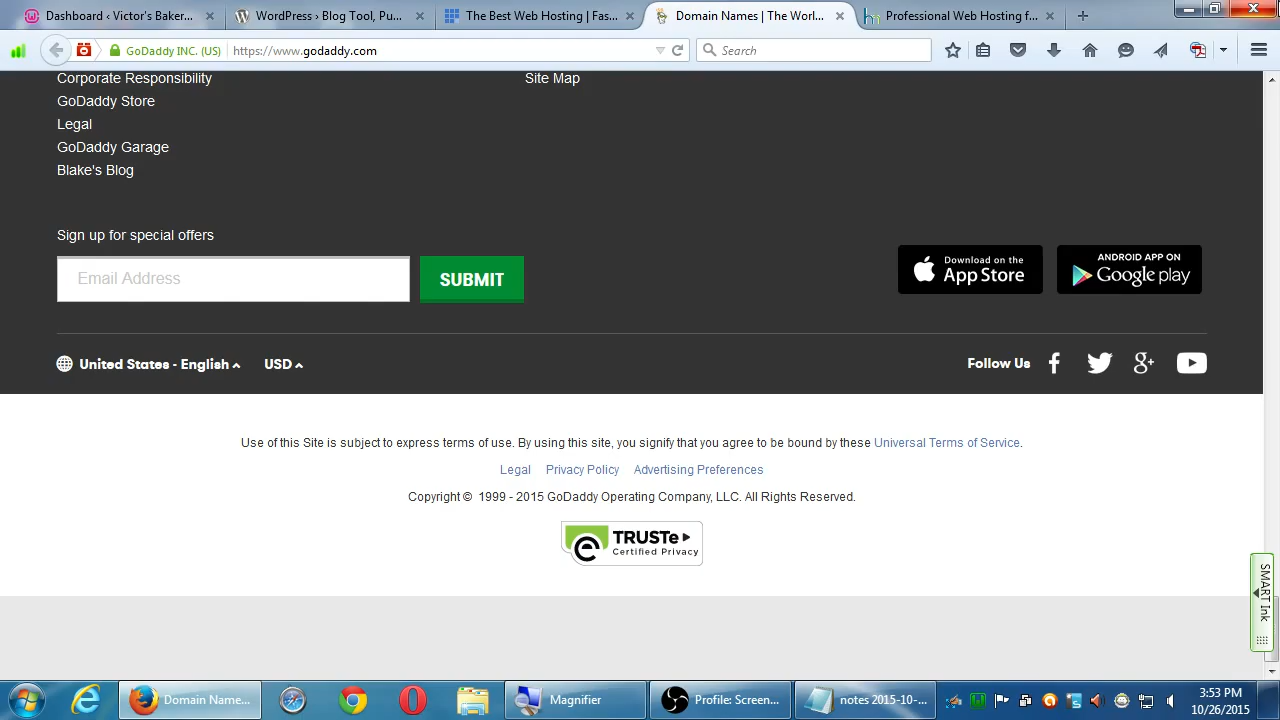 Dashboard ‹ Victor's Baker...
WordPress › Blog Tool, Pu...
The Best Web Hosting | Fas...
Domain Names | The Worl...
Professional Web Hosting f...
GoDaddy INC. (US)
https://www.godaddy.com
Search
Corporate Responsibility
Site Map
GoDaddy Store
Legal
GoDaddy Garage
Blake's Blog
Sign up for special offers
Email Address
SUBMIT
Download on the
App Store
ANDROID APP ON
Google play
United States - English
USD
Follow Us
Use of this Site is subject to express terms of use. By using this site, you signify that you agree to be bound by these Universal Terms of Service.
Legal Privacy Policy Advertising Preferences
Copyright © 1999 - 2015 GoDaddy Operating Company, LLC. All Rights Reserved.
TRUSTe
Certified Privacy
SMART Ink
Domain Name...
Magnifier
Profile: Screen...
notes 2015-10-...
3:53 PM
10/26/2015